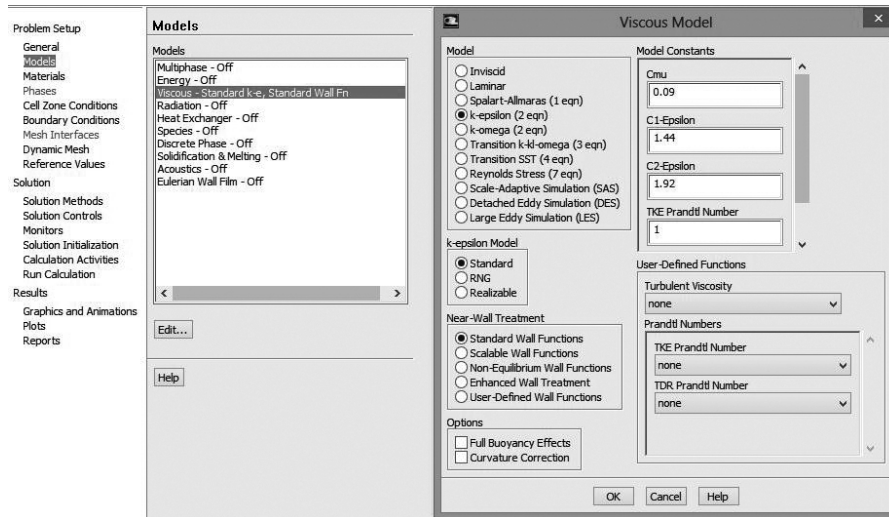 Problem Setup
General
Models
Materials
Phases
Cell Zone Conditions
Boundary Conditions
Mesh Interfaces
Dynamic Mesh
Reference Values
Solution
Solution Methods
Solution Controls
Monitors
Solution Initialization
Calculation Activities
Run Calculation
Results
Graphics and Animations
Plots
Reports
Models
Models
Multiphase - Off
Energy - Off
Viscous - Standard k-e, Standard Wall Fn
Radiation - Off
Heat Exchanger - Off
Species - Off
Discrete Phase - Off
Solidification & Melting - Off
Acoustics - Off
Eulerian Wall Film - Off
Edit...
Help
Viscous Model
Model
Inviscid
Laminar
Spalart-Allmaras (1 eqn)
k-epsilon (2 eqn)
k-omega (2 eqn)
Transition k-kl-omega (3 eqn)
Transition SST (4 eqn)
Reynolds Stress (7 eqn)
Scale-Adaptive Simulation (SAS)
Detached Eddy Simulation (DES)
Large Eddy Simulation (LES)
k-epsilon Model
Standard
RNG
Realizable
Near-Wall Treatment
Standard Wall Functions
Scalable Wall Functions
Non-Equilibrium Wall Functions
Enhanced Wall Treatment
User-Defined Wall Functions
Options
Full Buoyancy Effects
Curvature Correction
Model Constants
Cmu
0.09
C1-Epsilon
1.44
C2-Epsilon
1.92
TKE Prandtl Number
1
User-Defined Functions
Turbulent Viscosity
none
Prandtl Numbers
TKE Prandtl Number
none
TDR Prandtl Number
none
OK Cancel Help